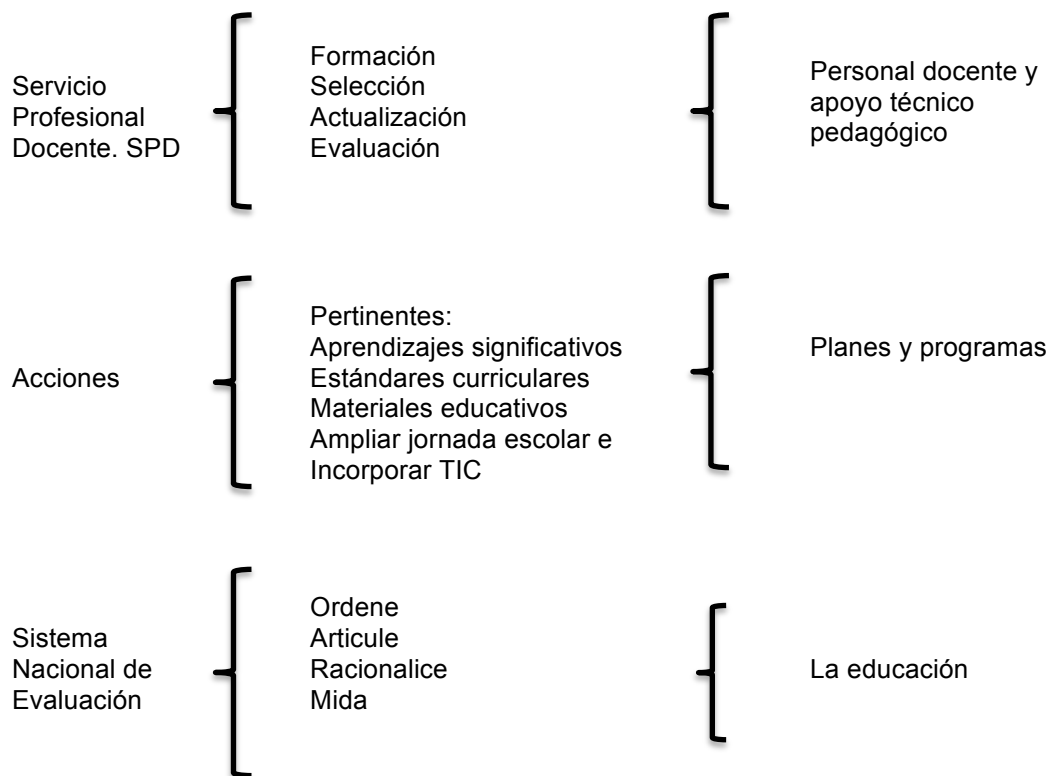 Servicio
Profesional
Docente. SPD
Formación
Selección
Actualización
Evaluación
Personal docente y
apoyo técnico
pedagógico
Acciones
Pertinentes:
Aprendizajes significativos
Estándares curriculares
Materiales educativos
Ampliar jornada escolar e
Incorporar TIC
Planes y programas
Sistema
Nacional de
Evaluación
Ordene
Articule
Racionalice
Mida
La educación